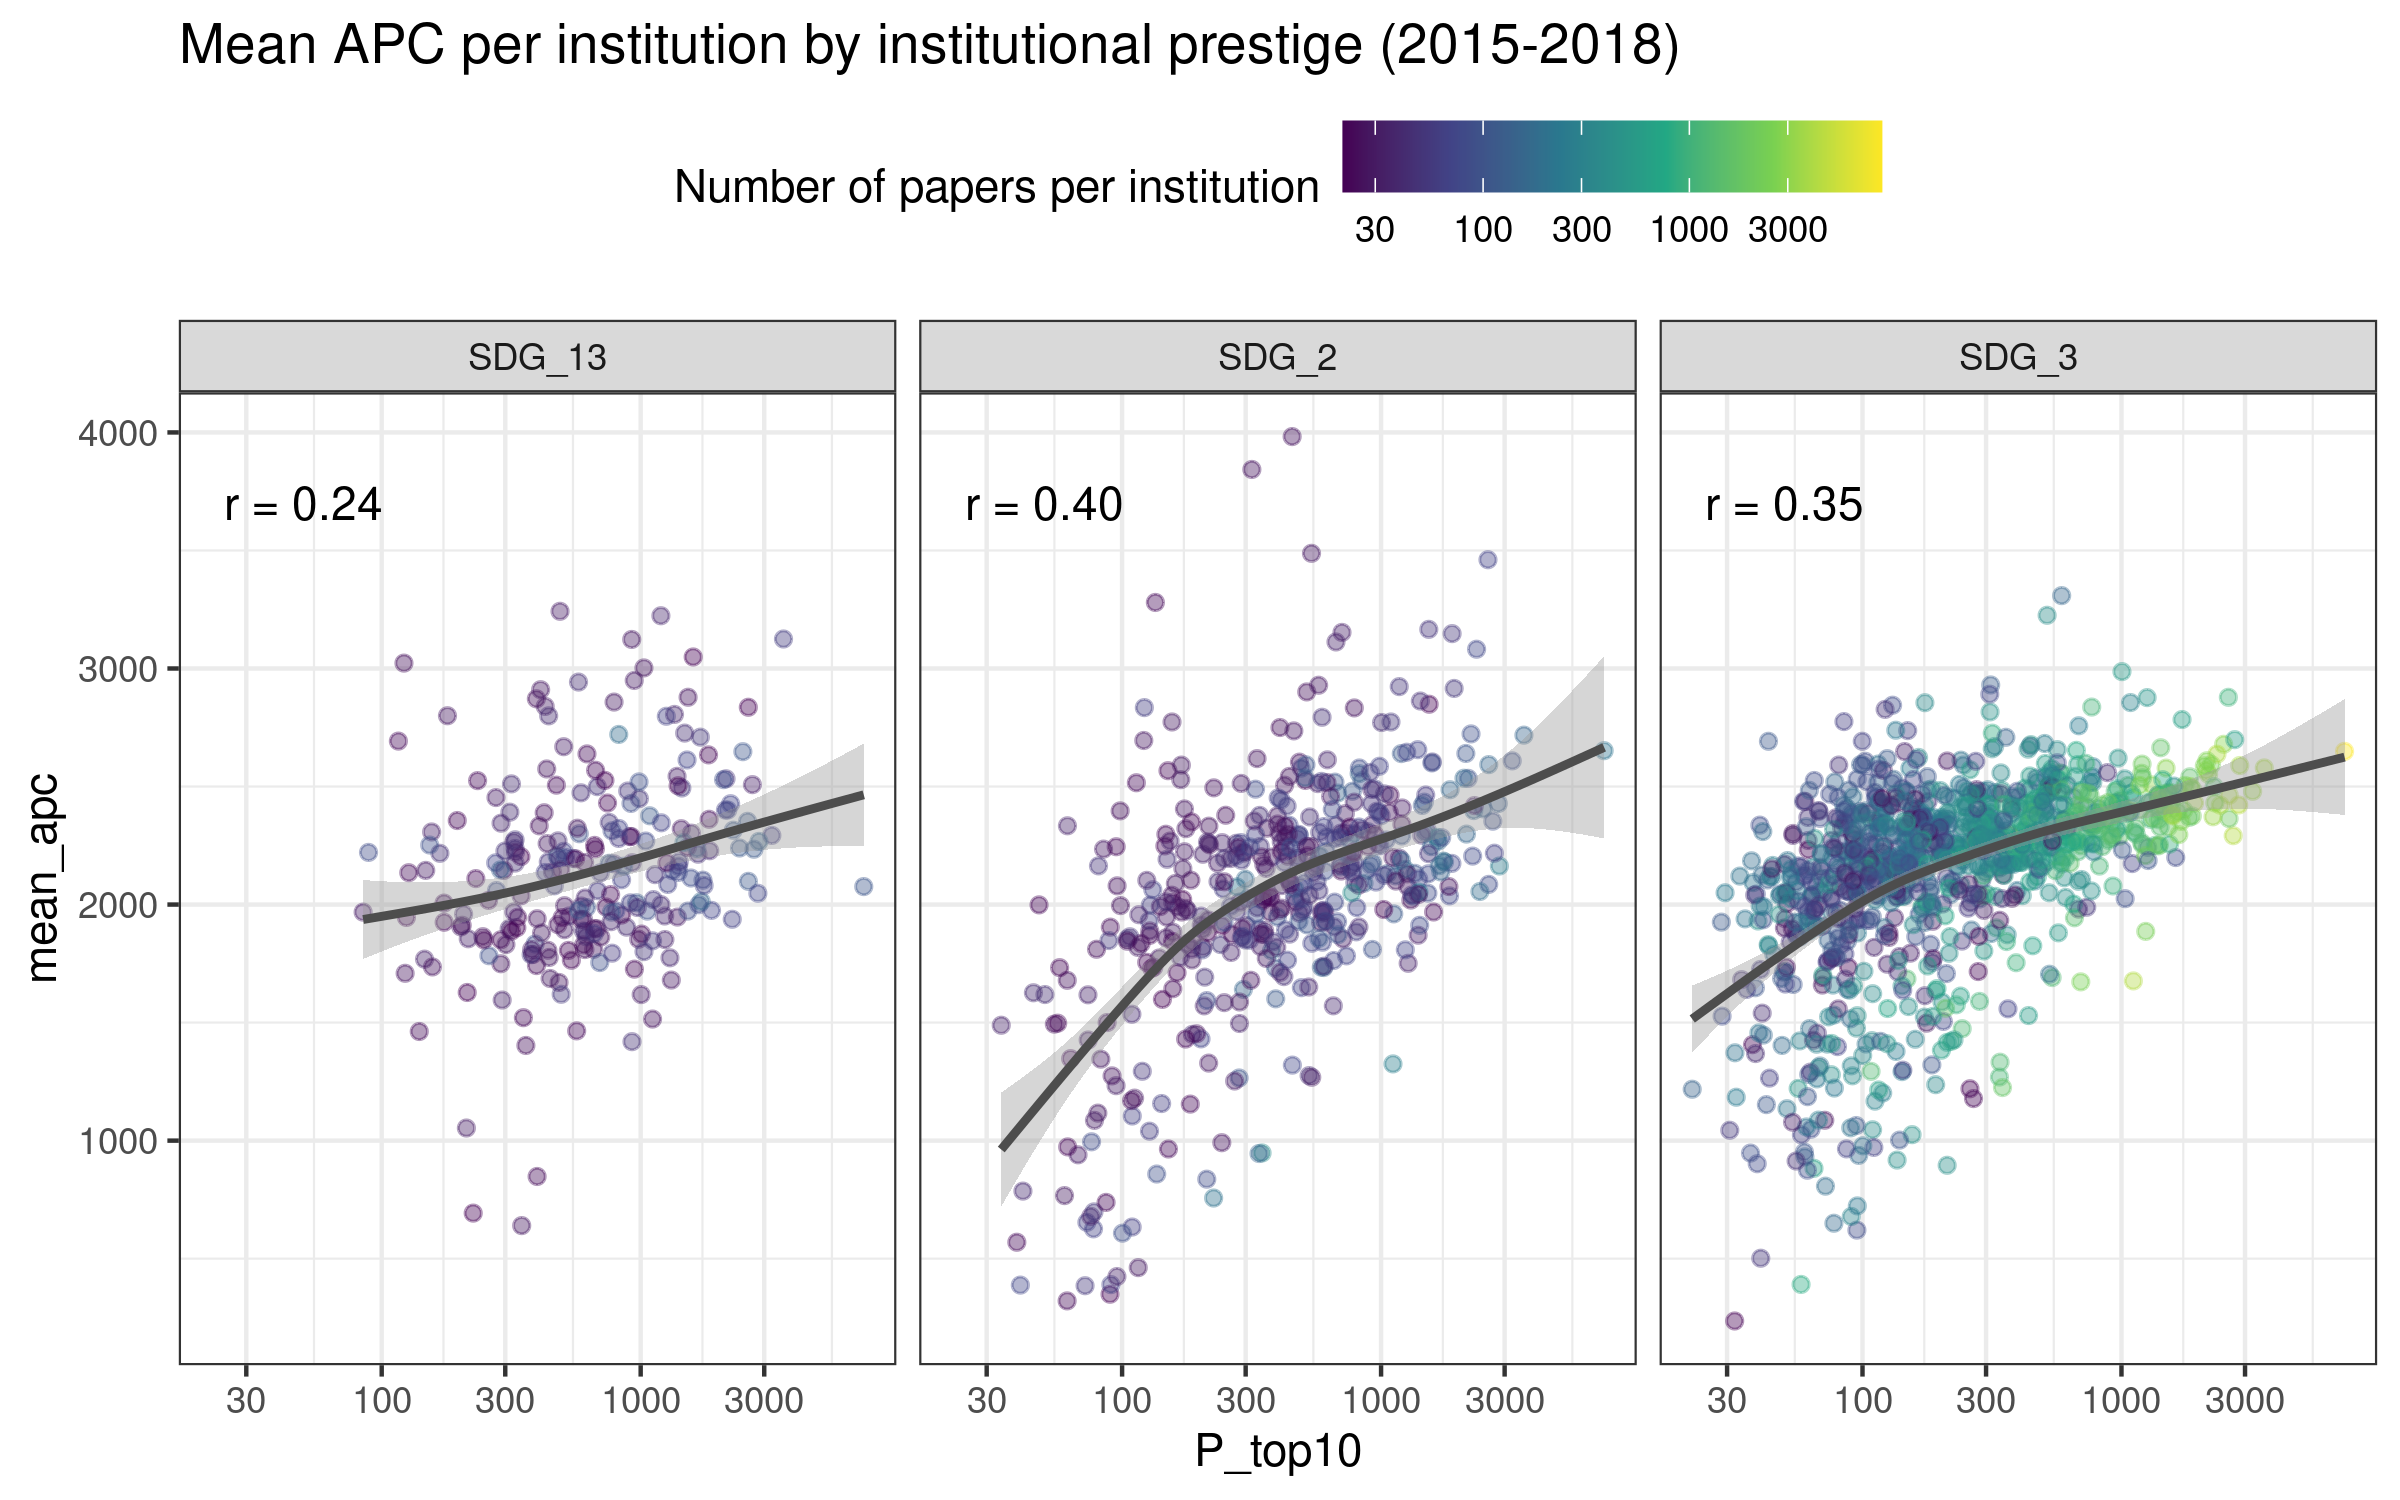 Mean APC per institution by institutional prestige (2015-2018)
Number of papers per institution
30 100 300 1000 3000
SDG_13 SDG_2 SDG_3
4000
3000
2000
1000
mean_apc
r = 0.24 r = 0.40 r = 0.35
30 100 300 1000 3000 30 100 300 1000 3000 30 100 300 1000 3000
P_top10